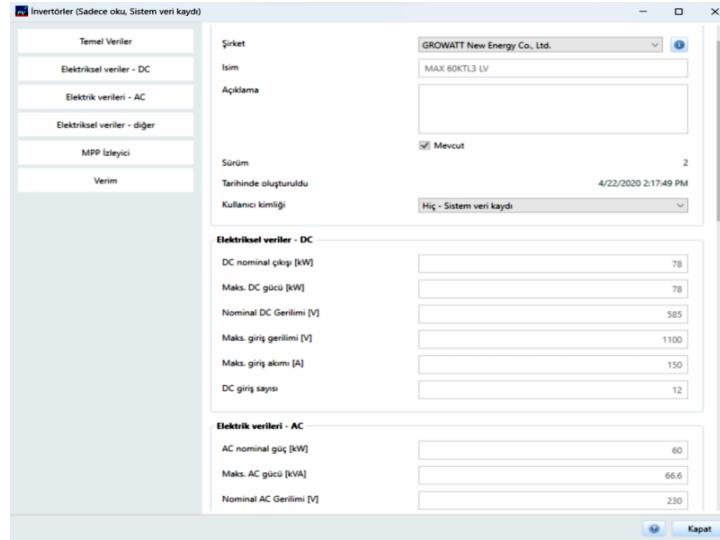 PV İnvertörler (Sadece oku, Sistem veri kaydı)
Temel Veriler
Elektriksel veriler - DC
Elektrik verileri - AC
Elektriksel veriler - diğer
MPP İzleyici
Verim
Şirket GROWATT New Energy Co., Ltd.
Isim MAX 60KTL3 LV
Açıklama
Mevcut
Sürüm 2
Tarihinde oluşturuldu 4/22/2020 2:17:49 PM
Kullanıcı kimliği Hiç - Sistem veri kaydı
Elektriksel veriler - DC
DC nominal çıkışı [kW] 78
Maks. DC gücü [kW] 78
Nominal DC Gerilimi [V] 585
Maks. giriş gerilimi [V] 1100
Maks. giriş akımı [A] 150
DC giriş sayısı 12
Elektrik verileri - AC
AC nominal güç [kW] 60
Maks. AC gücü [kVA] 66.6
Nominal AC Gerilimi [V] 230
Kapat